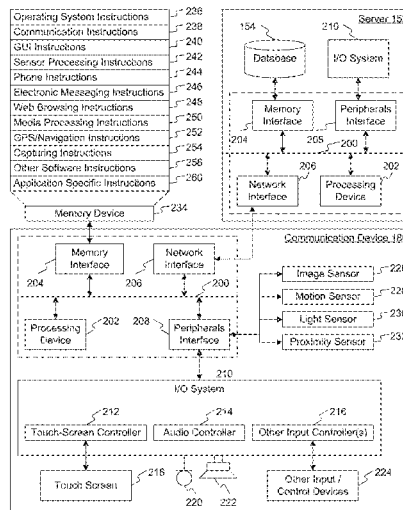 Operating System Instructions 236
Communication Instructions 238
GUI Instructions 240
Sensor Processing Instructions 242
Phone Instructions 244
Electronic Messaging Instructions 246
Web Browsing Instructions 248
Media Processing Instructions 250
GPS/Navigation Instructions 252
Capturing Instructions 254
Other Software Instructions 256
Application Specific Instructions 260
Memory Device 234
Server 15
154 210
Database I/O System
Memory Interface Peripherals Interface
204 205 200
206 202
Network Interface Processing Device
Communication Device 16
Memory Interface Network Interface
204 206 200
202 208
Processing Device Peripherals Interface
Image Sensor 226
Motion Sensor
Light Sensor 230
Proximity Sensor 232
210
I/O System
212 214 216
Touch-Screen Controller Audio Controller Other Input Controller(s)
Touch Screen 218
220 222
Other Input / Control Devices 224